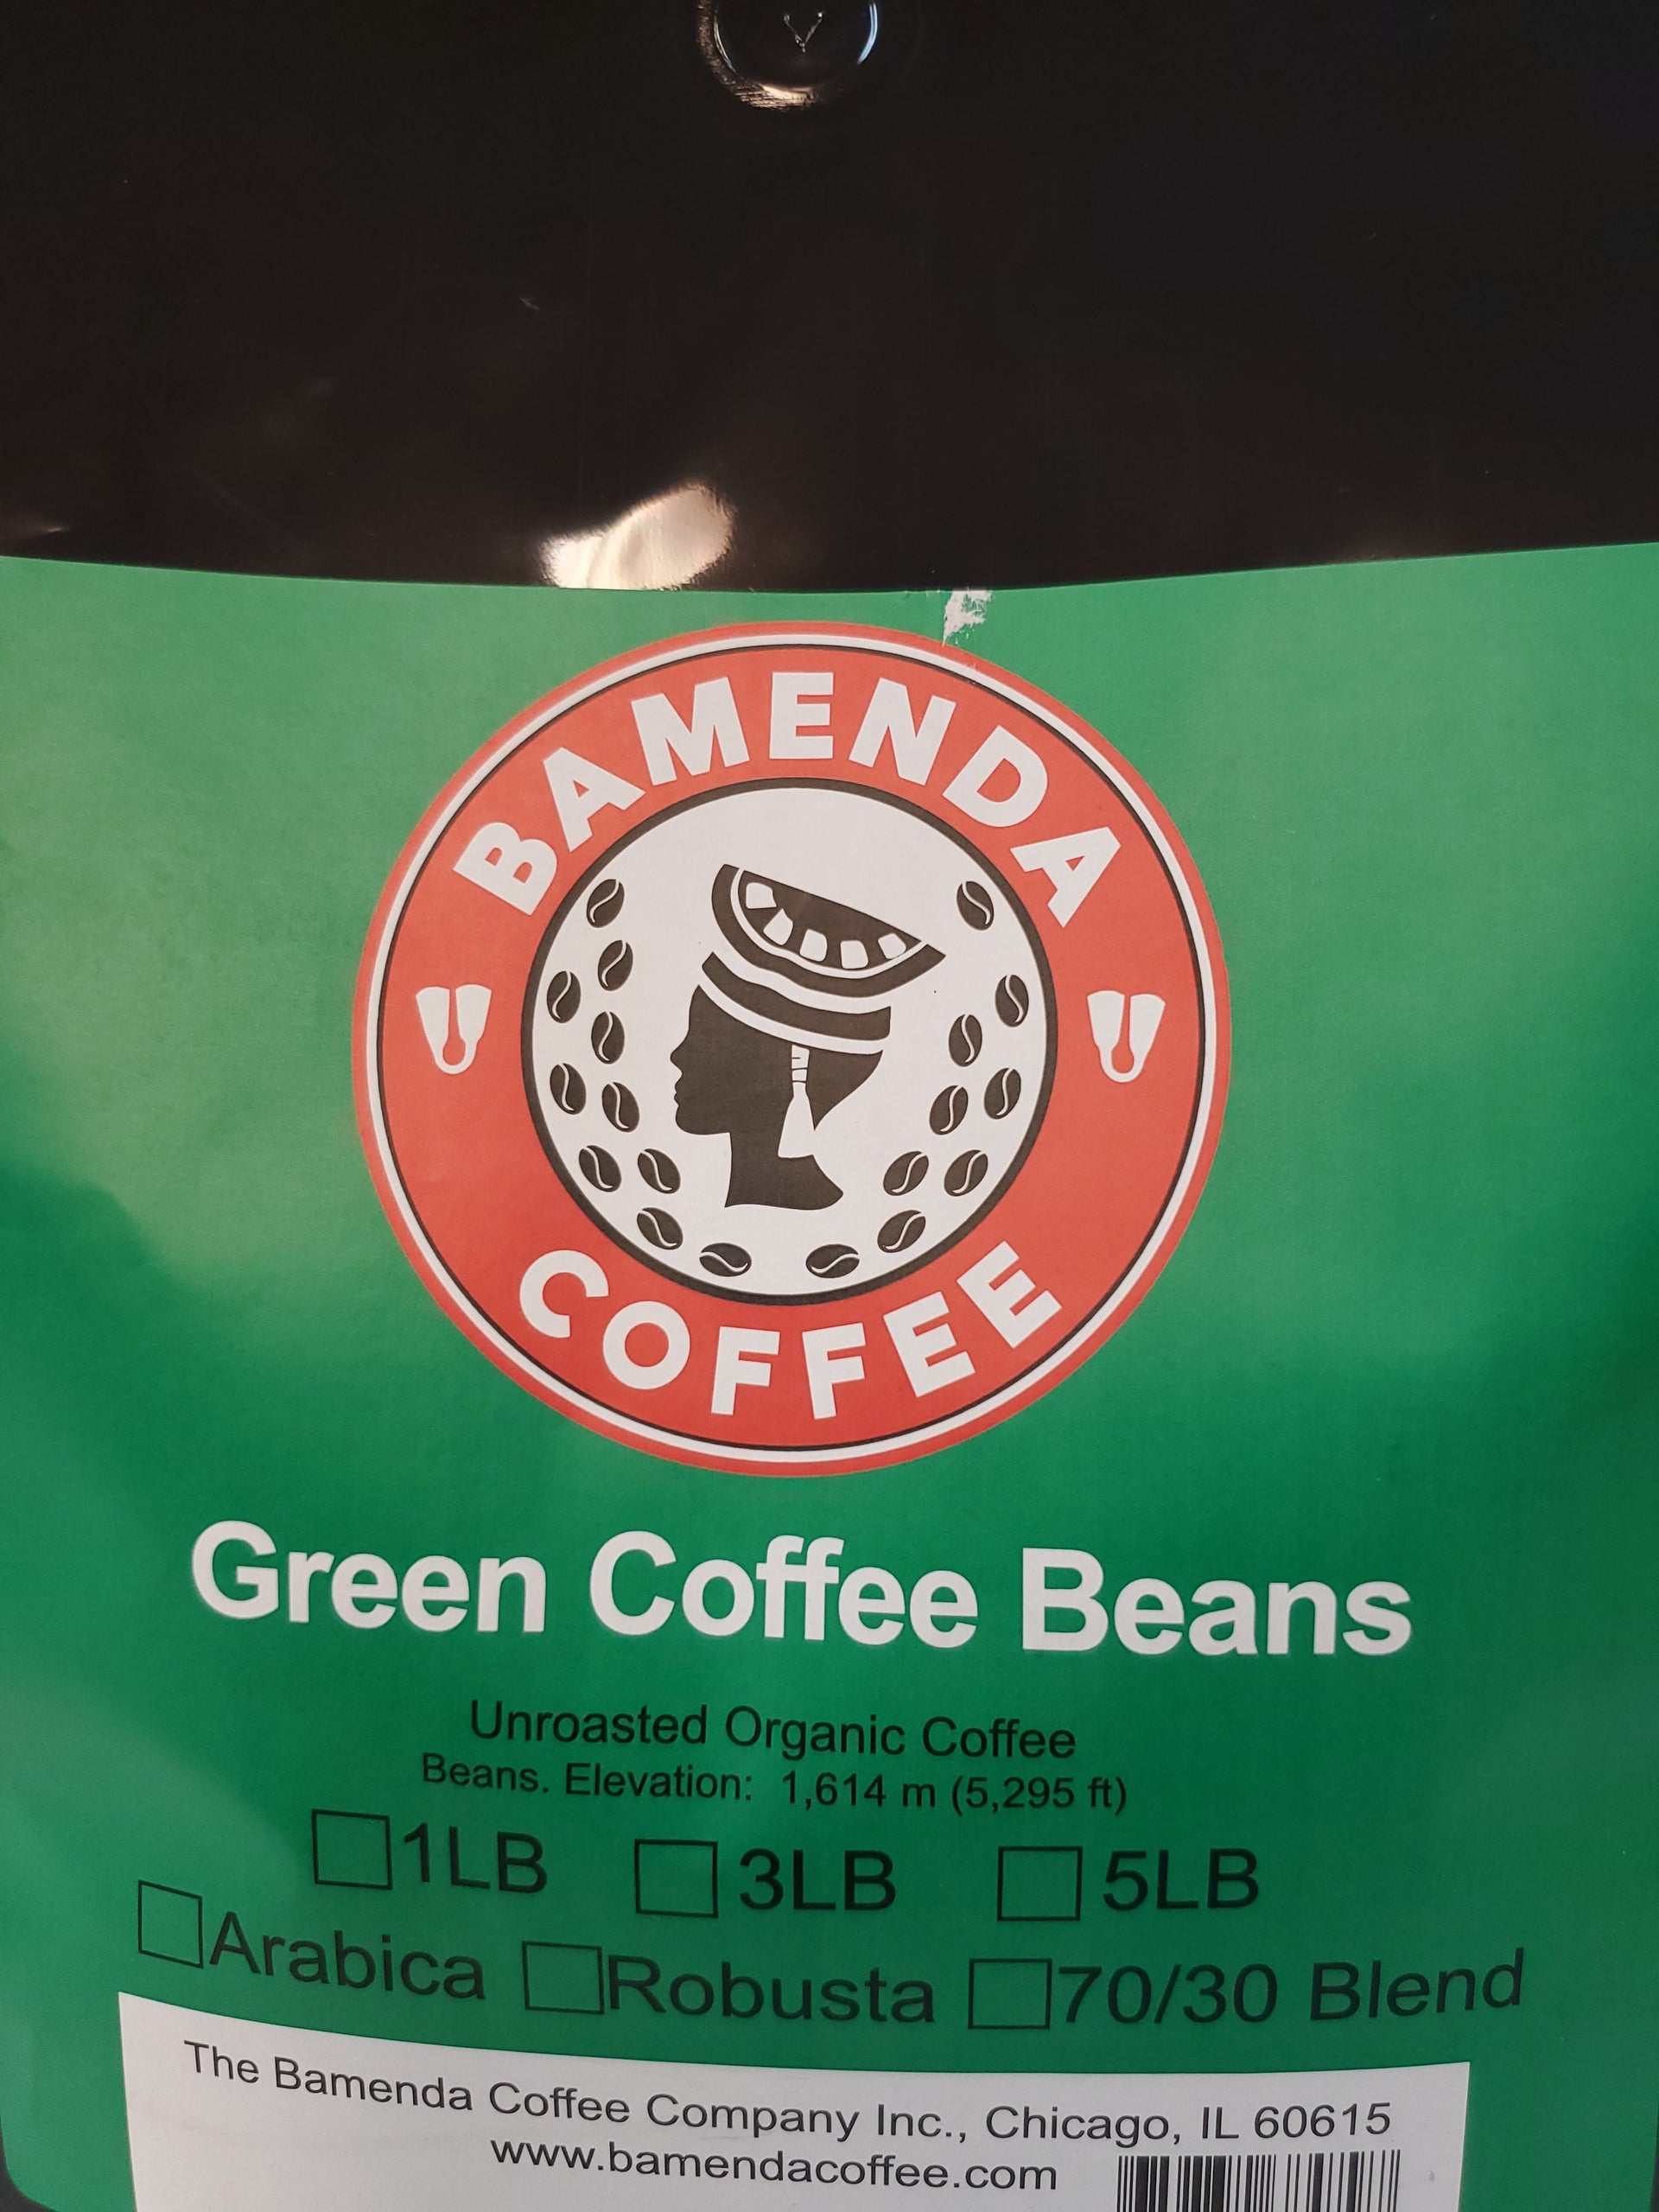 BAMENDA
COFFEE
Green Coffee Beans
Unroasted Organic Coffee
Beans. Elevation: 1,614 m (5,295 ft)
1LB 3LB 5LB
Arabica Robusta 70/30 Blend
The Bamenda Coffee Company Inc., Chicago, IL 60615
www.bamendacoffee.com